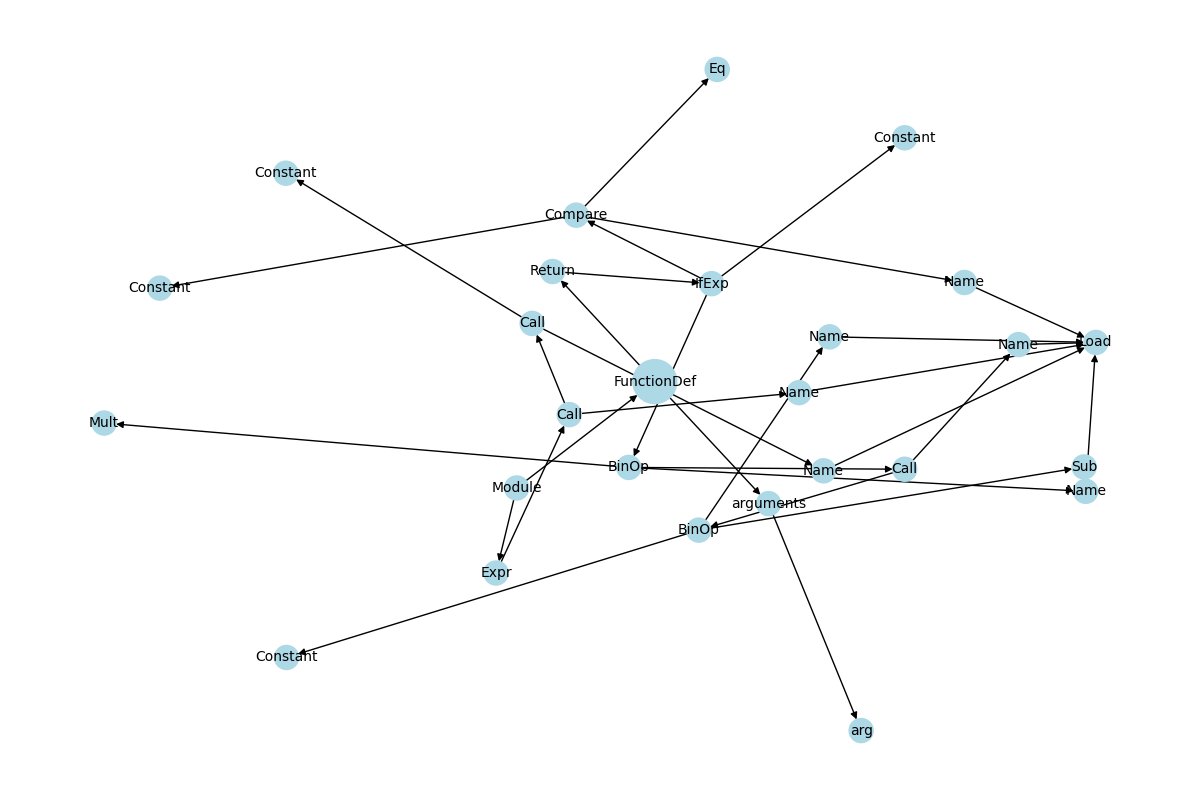 Eq
Constant
Constant
Compare
Return
IfExp
Name
Constant
Call
Name
Name
Load
FunctionDef
Call
Name
Mult
BinOp
Name
Call
Sub
Module
Name
arguments
BinOp
Expr
Constant
arg